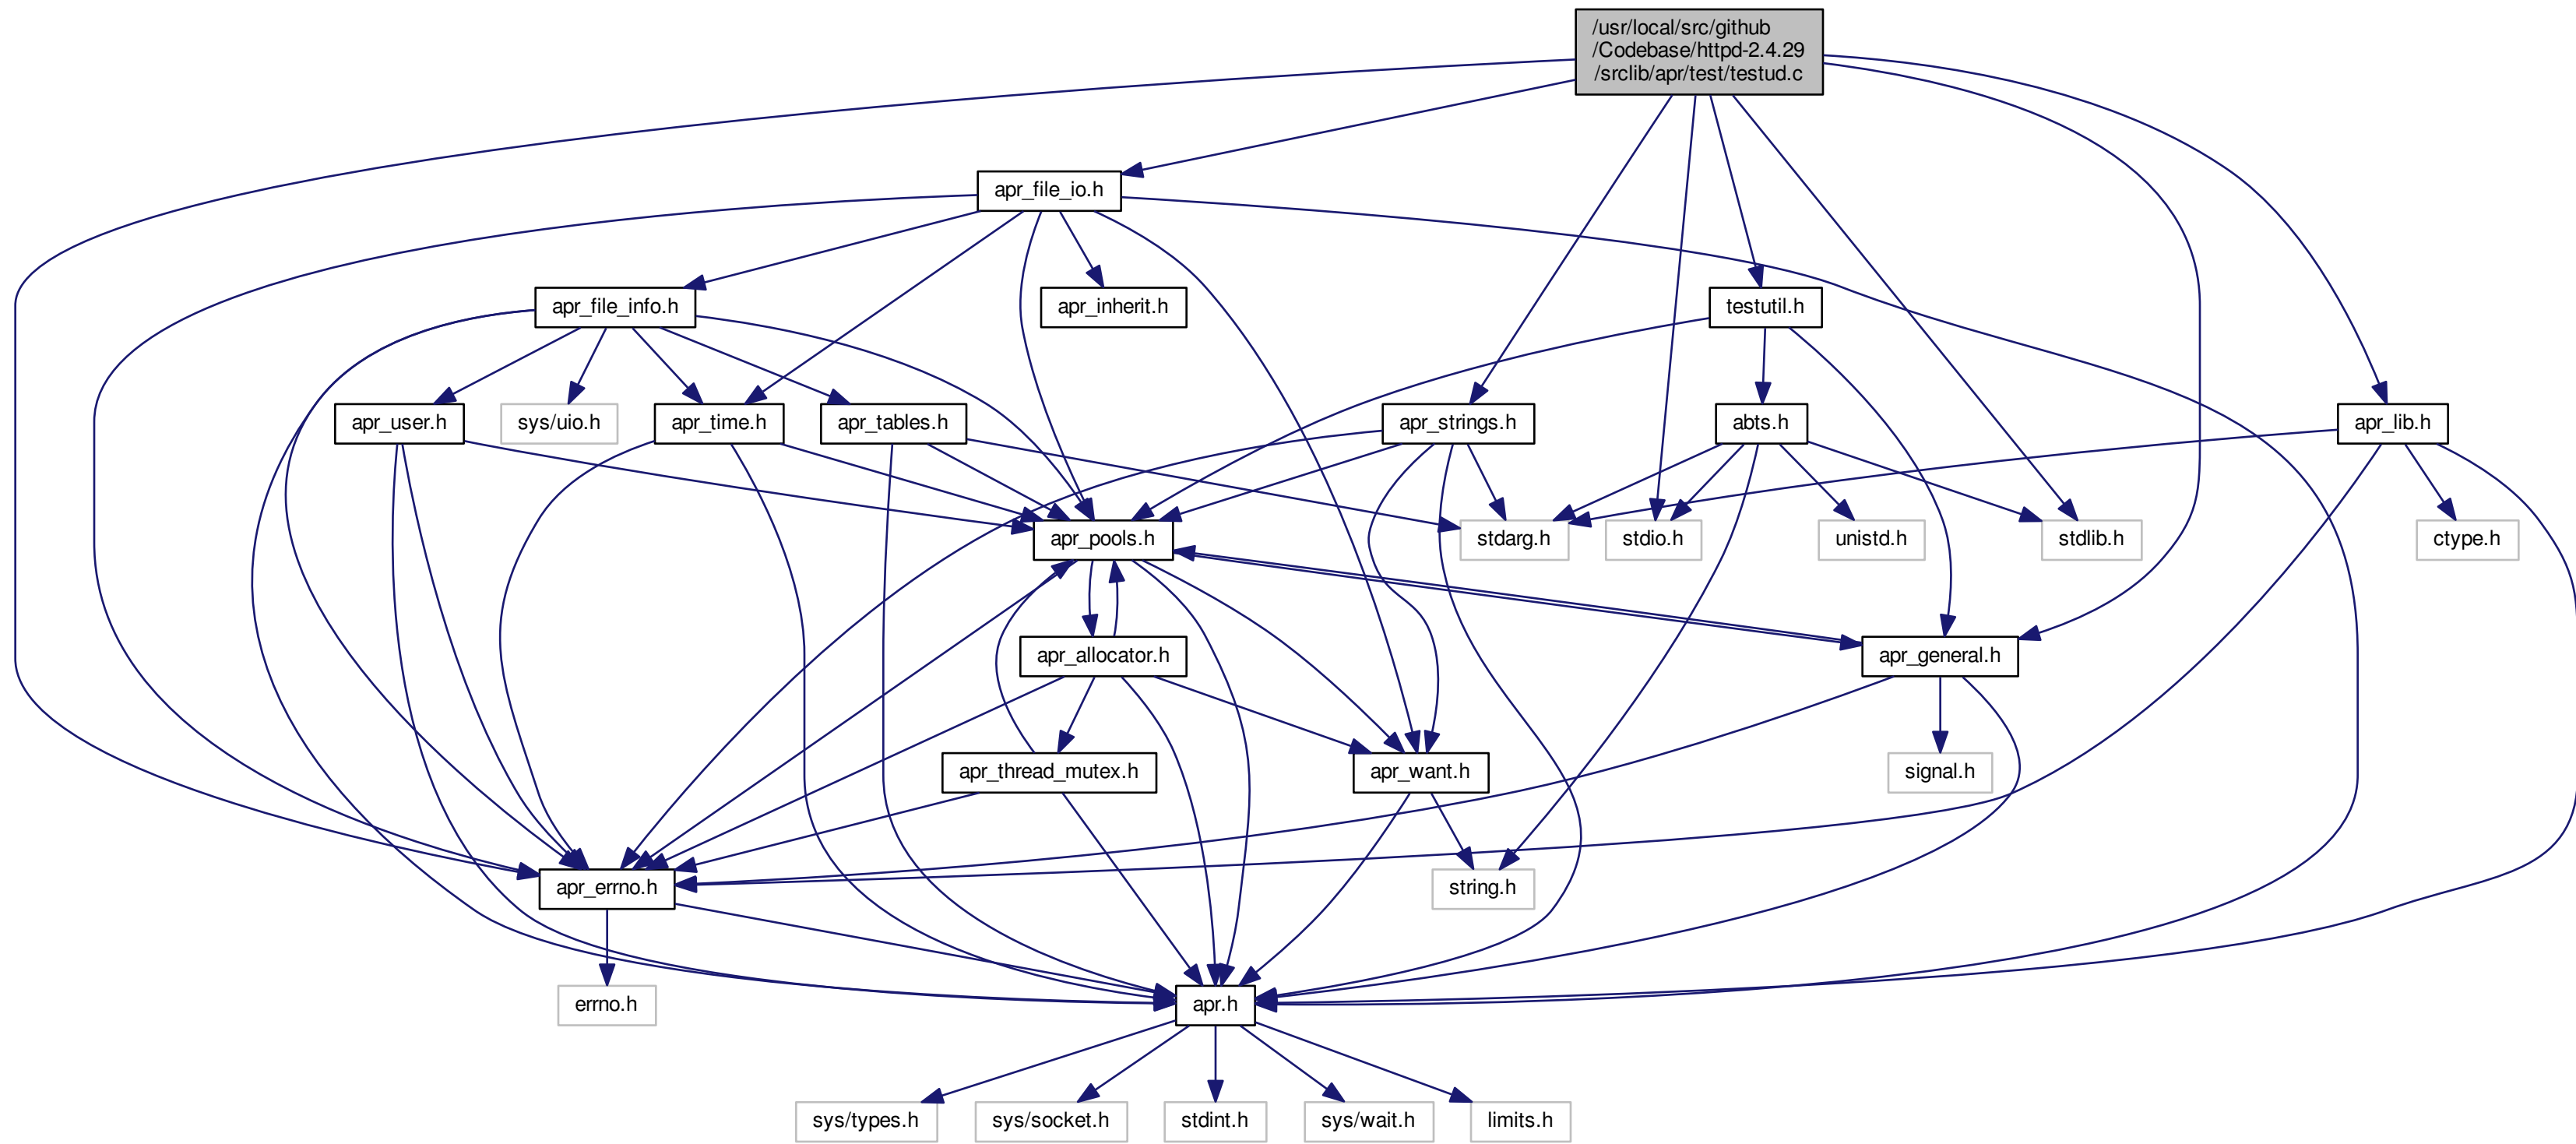 /usr/local/src/github
/Codebase/httpd-2.4.29
/srclib/apr/test/testud.c
apr_file_io.h
apr_file_info.h
apr_inherit.h
testutil.h
apr_user.h
sys/uio.h
apr_time.h
apr_tables.h
apr_strings.h
abts.h
apr_lib.h
apr_pools.h
stdarg.h
stdio.h
unistd.h
stdlib.h
ctype.h
apr_allocator.h
apr_general.h
apr_thread_mutex.h
apr_want.h
signal.h
apr_errno.h
string.h
errno.h
apr.h
sys/types.h
sys/socket.h
stdint.h
sys/wait.h
limits.h